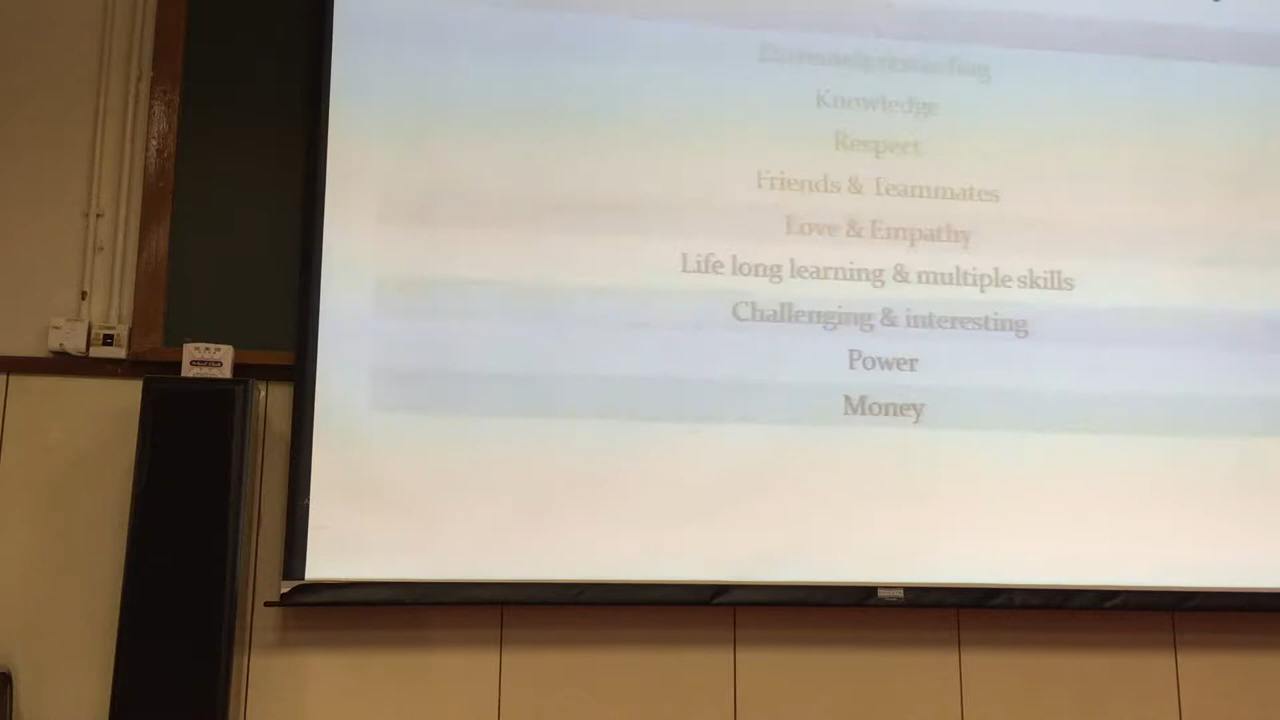 Knowledge
Respect
Friends & Teammates
Love & Empathy
Life long learning & multiple skills
Challenging & interesting
Power
Money